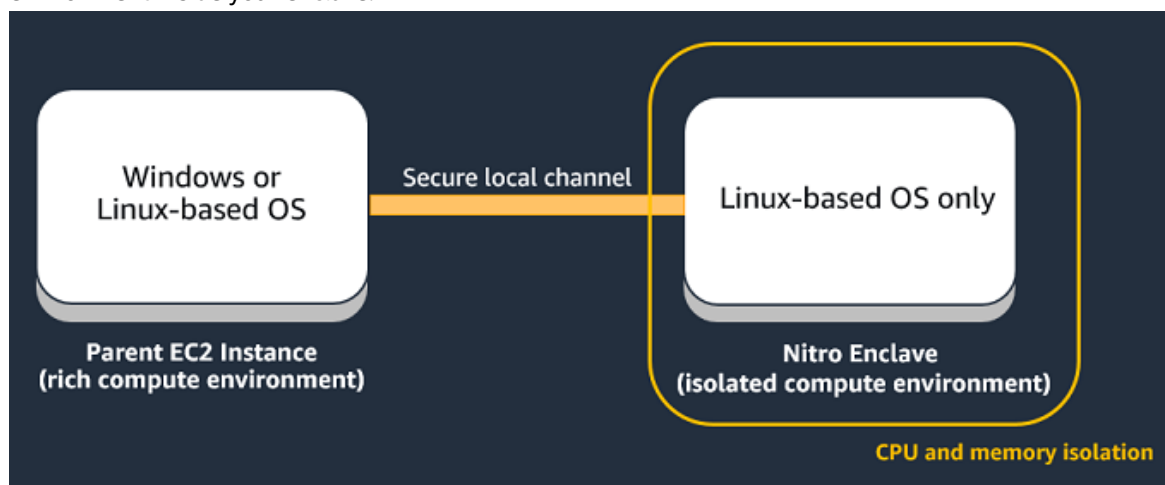 Windows or
Linux-based OS
Secure local channel
Linux-based OS only
Parent EC2 Instance
(rich compute environment)
Nitro Enclave
(isolated compute environment)
CPU and memory isolation